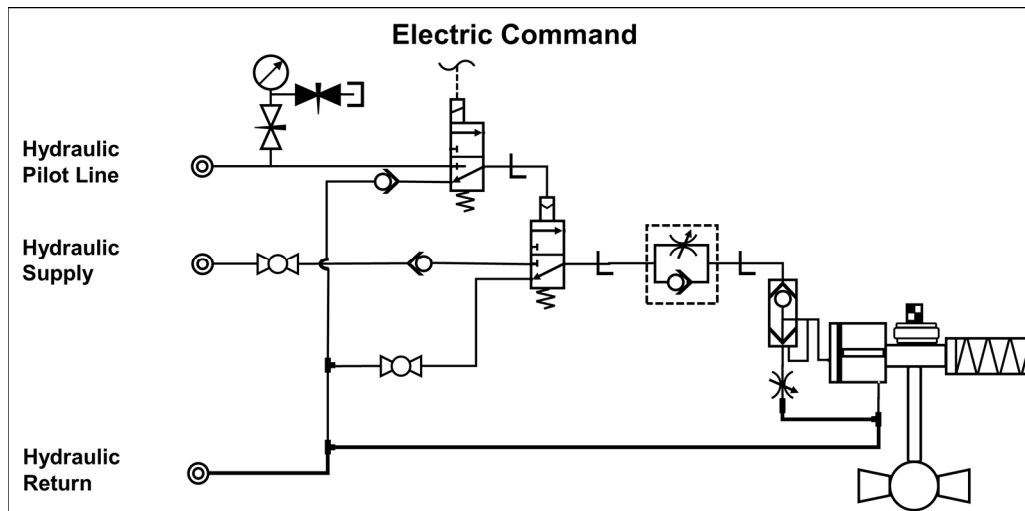 Electric Command
Hydraulic
Pilot Line
Hydraulic
Supply
Hydraulic
Return